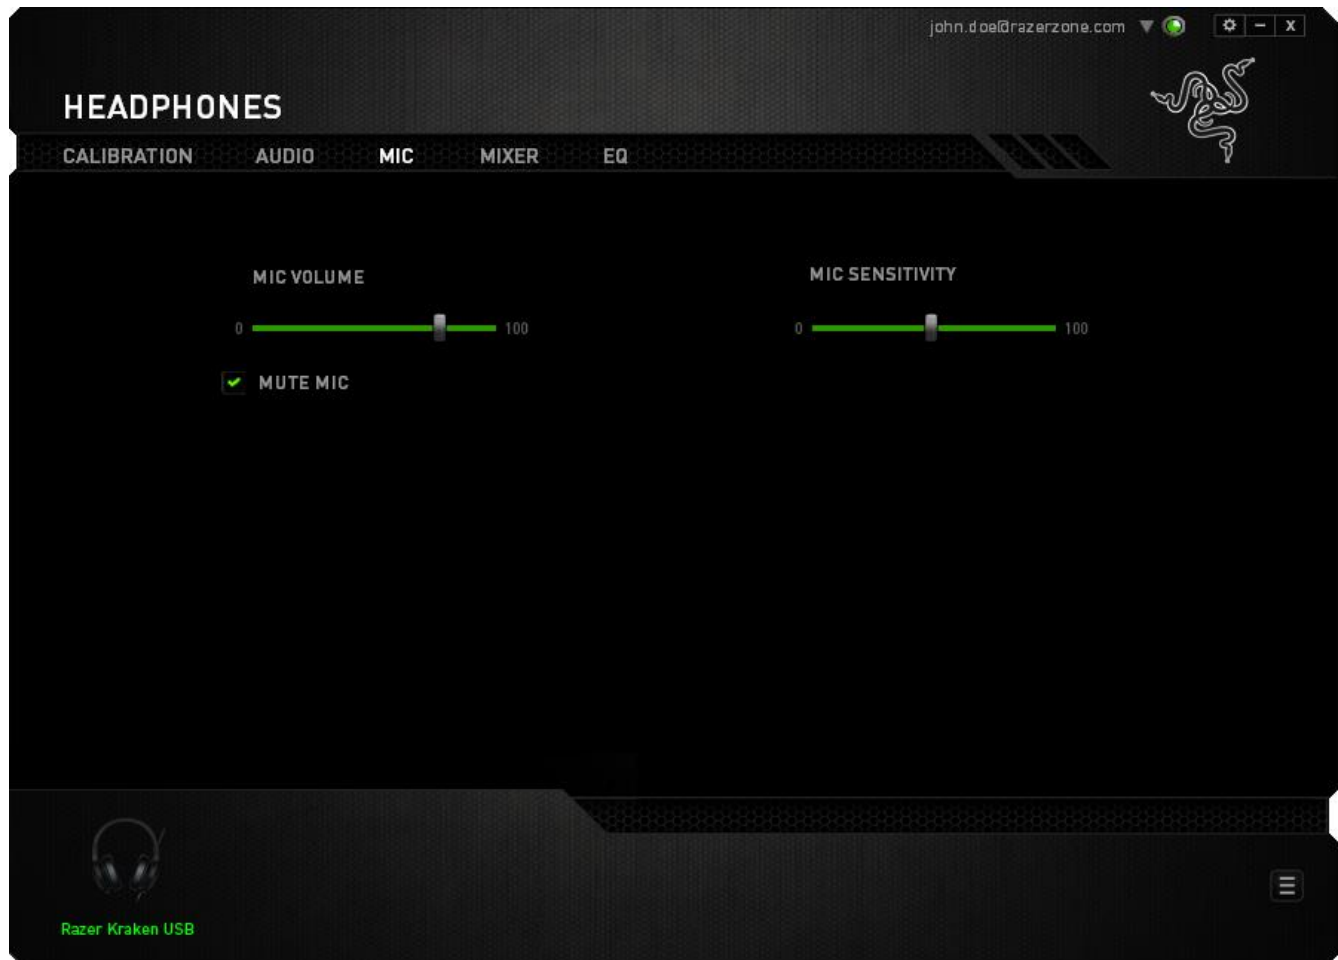 john.doe@razerzone.com
X
HEADPHONES
CALIBRATION AUDIO MIC MIXER EQ
MIC VOLUME MIC SENSITIVITY
0 100 0 100
MUTE MIC
Razer Kraken USB